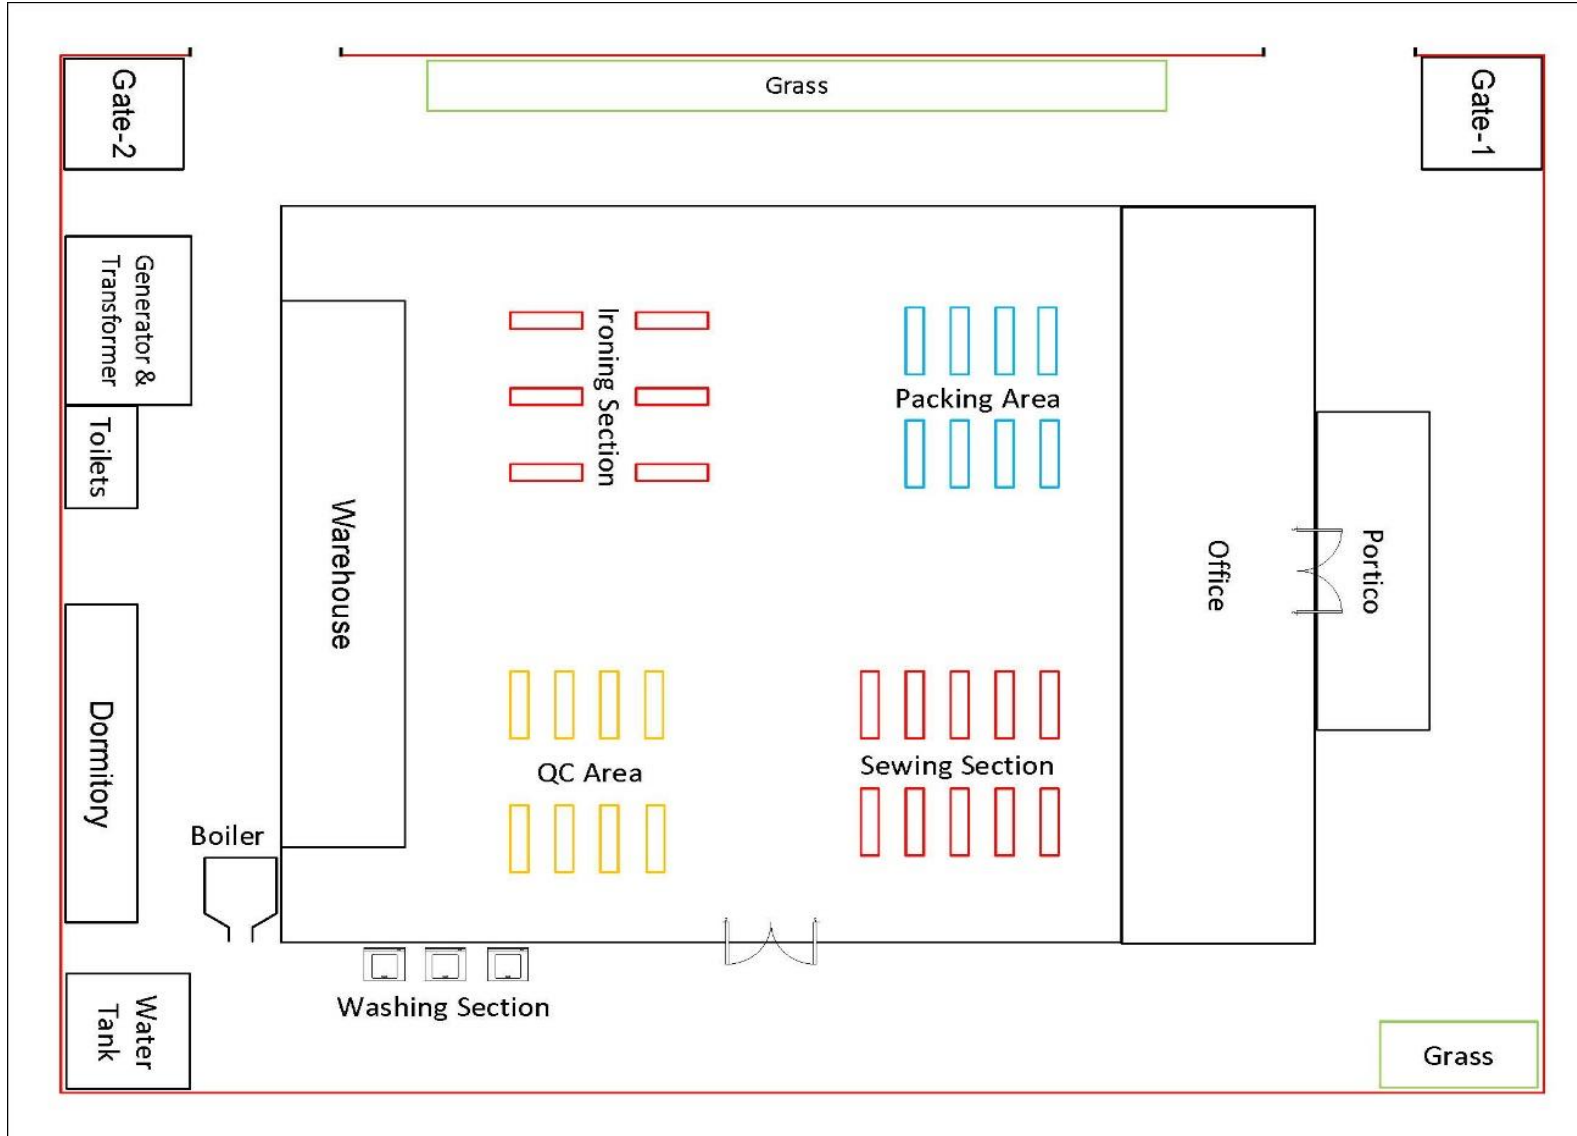 Grass
Gate-2
Gate-1
Generator &
Transformer
Toilets
Ironing Section
Packing Area
Warehouse
Office
Portico
Dormitory
QC Area
Sewing Section
Boiler
Washing Section
Water
Tank
Grass